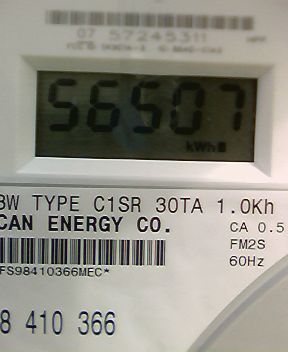 07 57245311
56507
kWh
3W TYPE C1SR 30TA 1.0Kh
CAN ENERGY CO.
CA 0.5
FM2S
60Hz
FS98410366MEC*
8 410 366